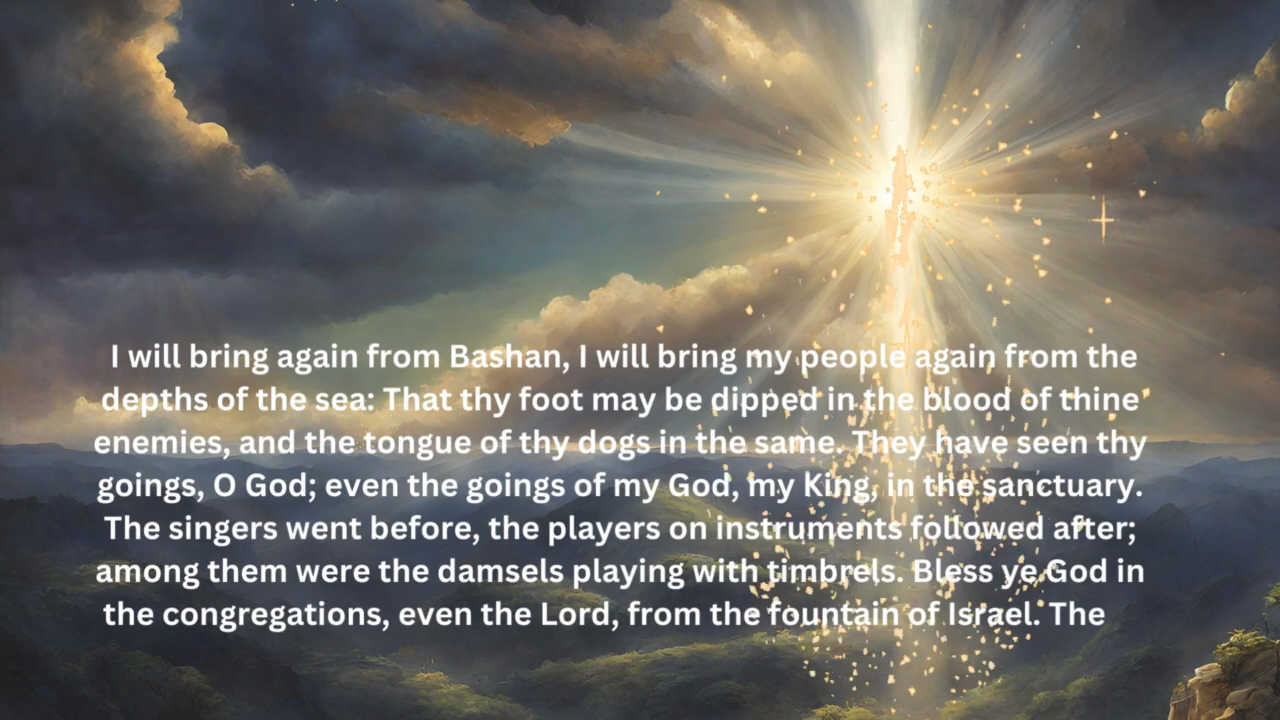 I will bring again from Bashan, I will bring my people again from the
depths of the sea: That thy foot may be dipped in the blood of thine
enemies, and the tongue of thy dogs in the same. They have seen thy
goings, O God; even the goings of my God, my King, in the sanctuary.
The singers went before, the players on instruments followed after;
among them were the damsels playing with timbrels. Bless ye God in
the congregations, even the Lord, from the fountain of Israel. The